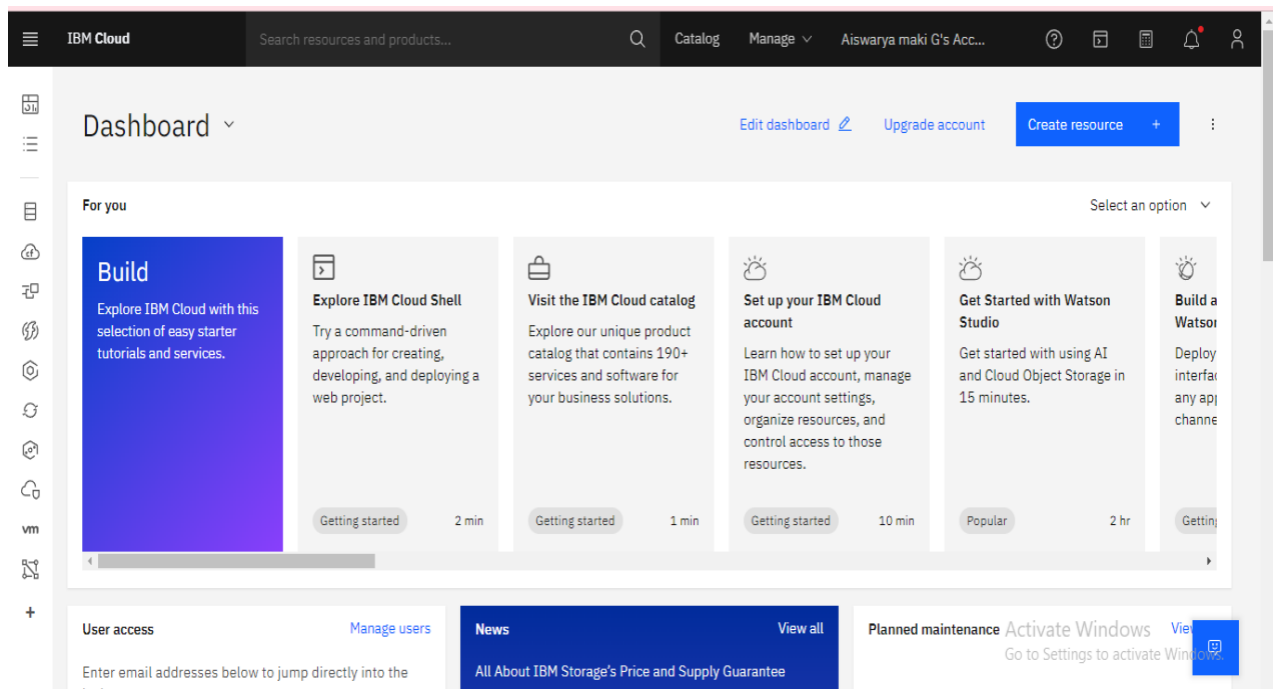 IBM Cloud
Search resources and products...
Catalog
Manage
Aiswarya maki G's Acc...
Dashboard
Edit dashboard
Upgrade account
Create resource +
For you
Select an option
Build
Explore IBM Cloud with this
selection of easy starter
tutorials and services.
Explore IBM Cloud Shell
Try a command-driven
approach for creating,
developing, and deploying a
web project.
Getting started
2 min
Visit the IBM Cloud catalog
Explore our unique product
catalog that contains 190+
services and software for
your business solutions.
Getting started
1 min
Set up your IBM Cloud
account
Learn how to set up your
IBM Cloud account, manage
your account settings,
organize resources, and
control access to those
resources.
Getting started
10 min
Get Started with Watson
Studio
Get started with using AI
and Cloud Object Storage in
15 minutes.
Popular
2 hr
Build a
Deploy
cf
vm
+
User access
Manage users
Enter email addresses below to jump directly into the
News
View all
All About IBM Storage's Price and Supply Guarantee
Planned maintenance
Activate Windows
Go to Settings to activate Windows.